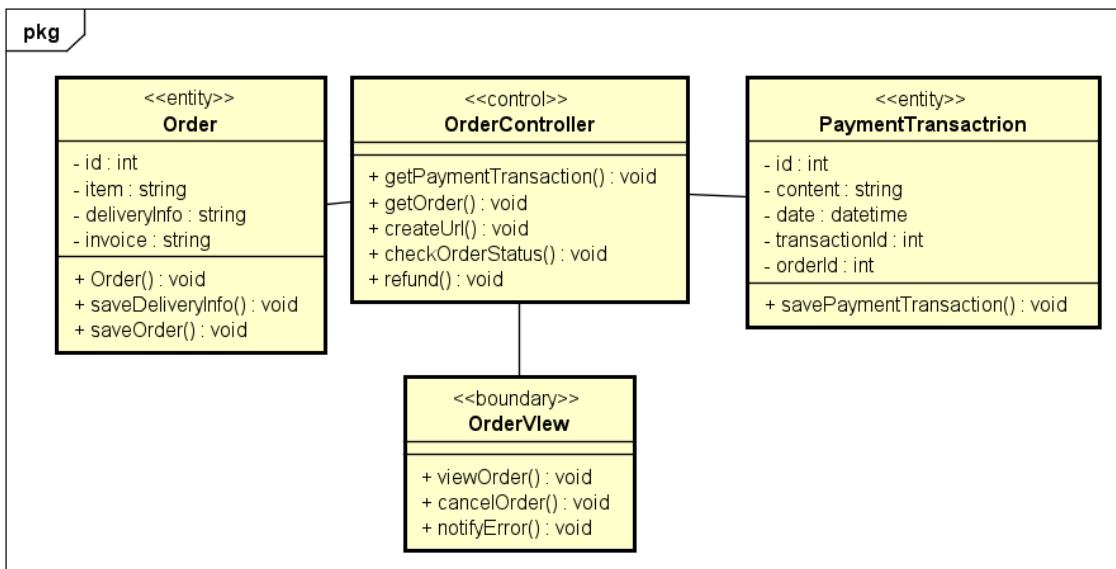 pkg
<<entity>>
Order
- id : int
- item : string
- deliveryInfo : string
- invoice : string
+ Order() : void
+ saveDeliveryInfo() : void
+ saveOrder() : void
<<control>>
OrderController
+ getPaymentTransaction() : void
+ getOrder() : void
+ createUrl() : void
+ checkOrderStatus() : void
+ refund() : void
<<entity>>
PaymentTransactrion
- id : int
- content : string
- date : datetime
- transactionId : int
- orderId : int
+ savePaymentTransaction() : void
<<boundary>>
OrderVIew
+ viewOrder() : void
+ cancelOrder() : void
+ notifyError() : void